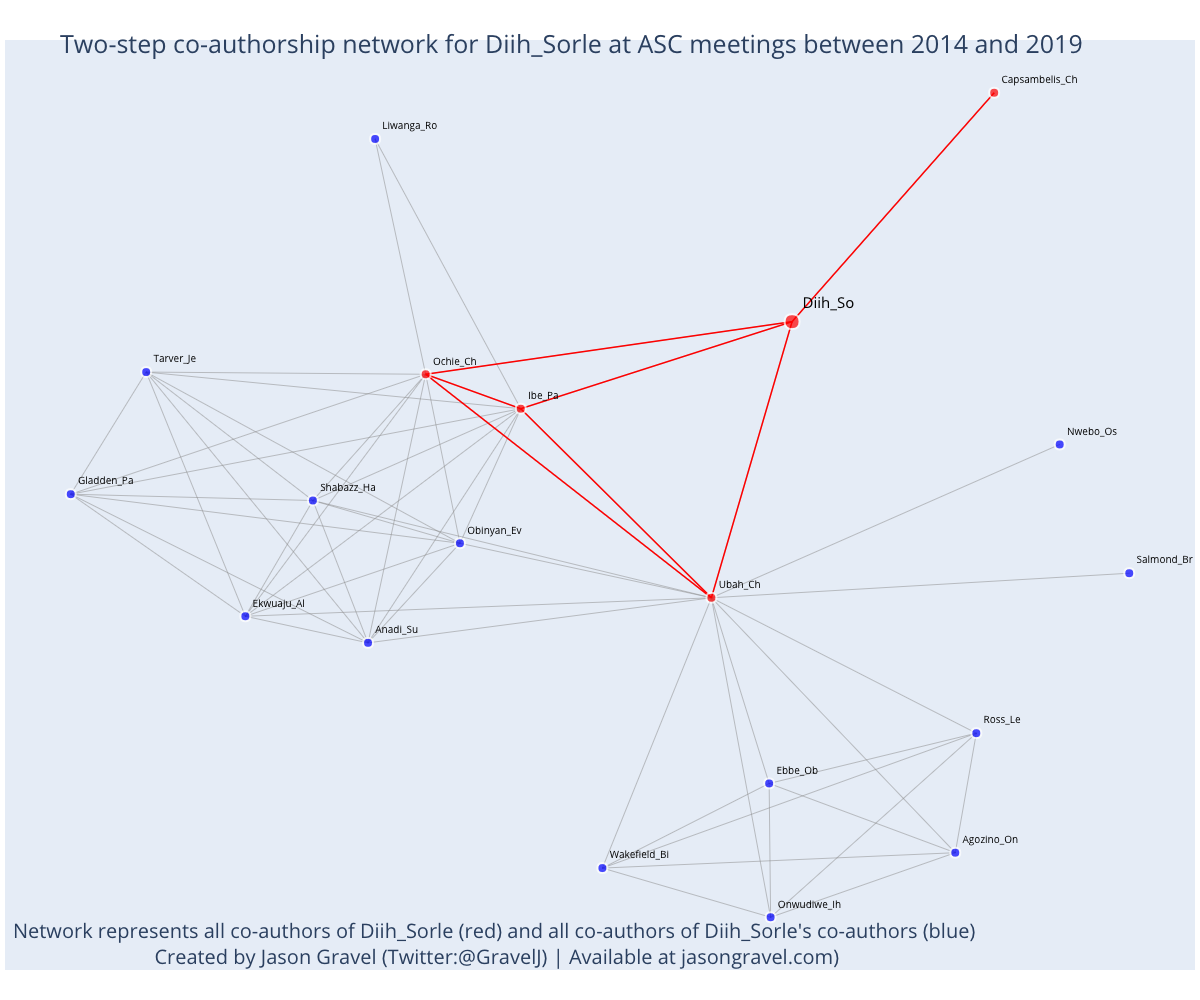 Two-step co-authorship network for Diih_Sorle at ASC meetings between 2014 and 2019
Capsambelis_Ch
Liwanga_Ro
Diih_So
Tarver_Je
Ochie_Ch
Ibe_Pa
Nwebo_Os
Gladden_Pa
Shabazz_Ha
Obinyan_Ev
Salmond_Br
Ubah_Ch
Ekwuaju_Al
Anadi_Su
Ross_Le
Ebbe_Ob
Agozino_On
Wakefield_Bi
Onwudiwe_Ih
Network represents all co-authors of Diih_Sorle (red) and all co-authors of Diih_Sorle's co-authors (blue)
Created by Jason Gravel (Twitter:@GravelJ) | Available at jasongravel.com)